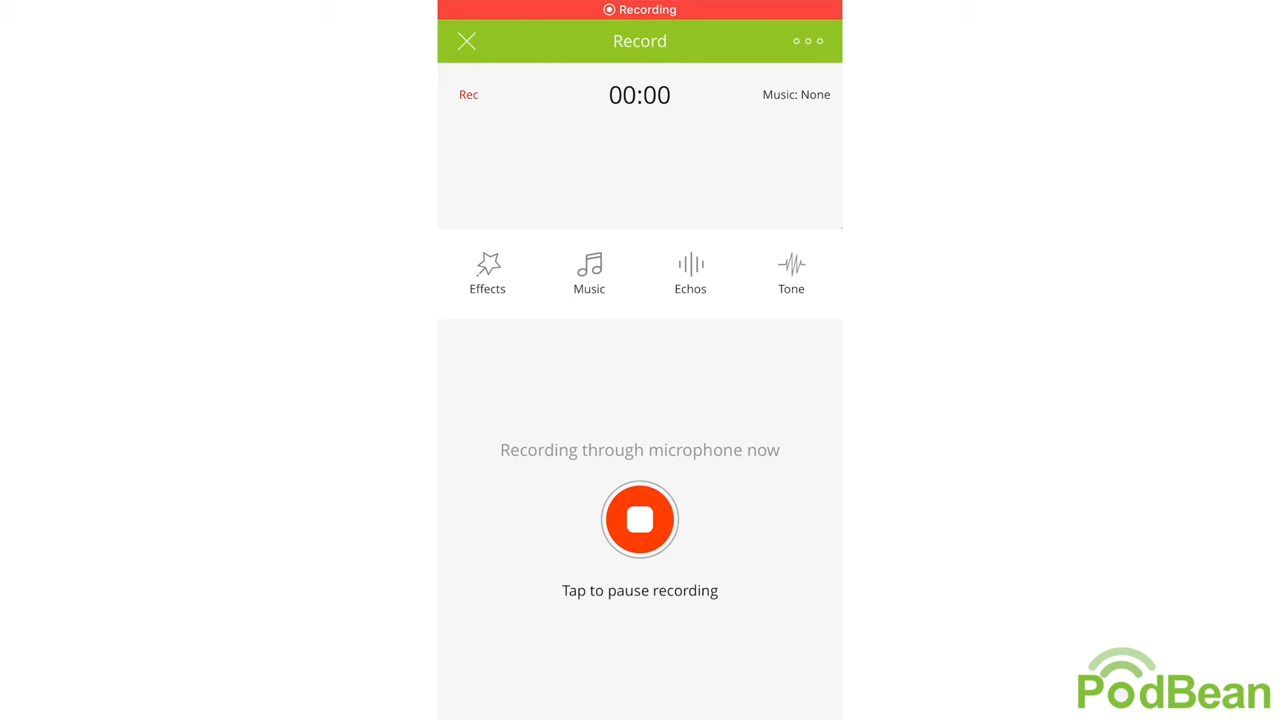 Recording
Record
Rec
00:00
Music: None
Effects
Music
Echos
Tone
Recording through microphone now
Tap to pause recording
PodBean